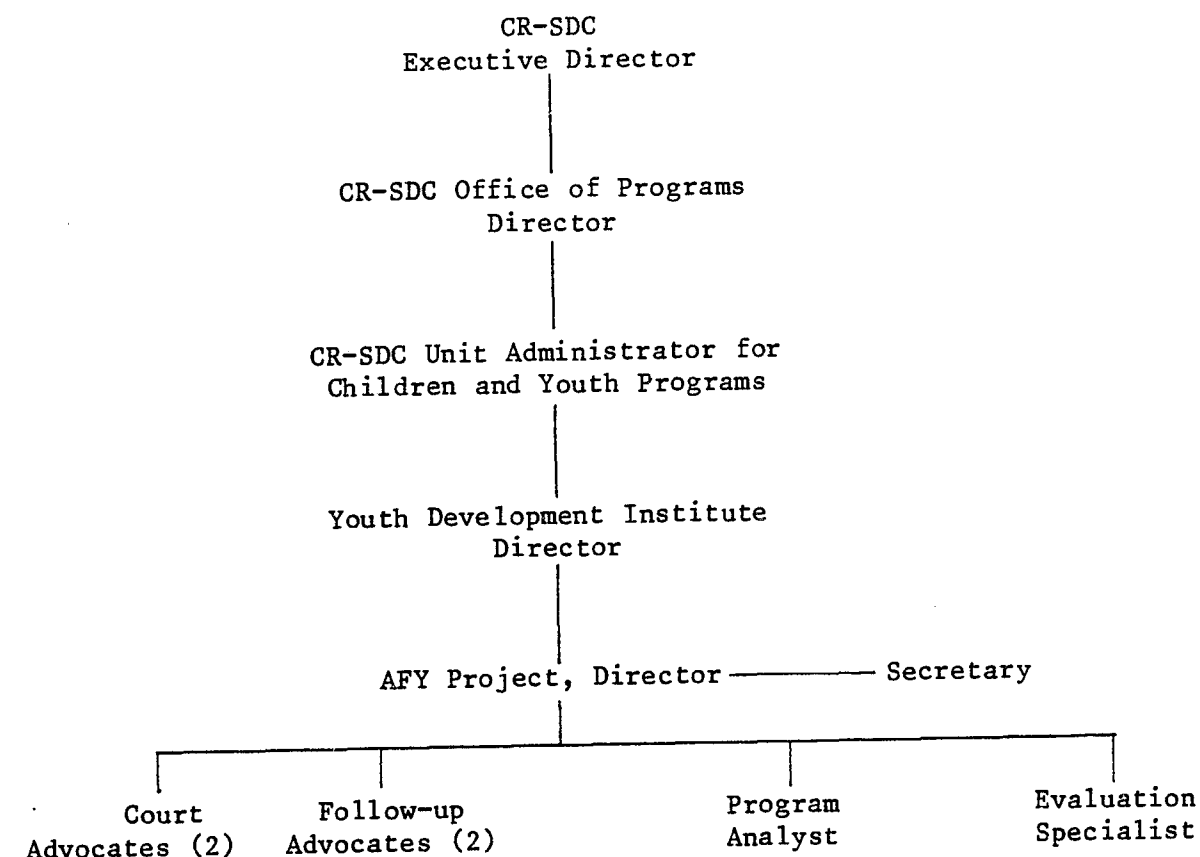 CR-SDC
Executive Director
CR-SDC Office of Programs
Director
CR-SDC Unit Administrator for
Children and Youth Programs
Youth Development Institute
Director
AFY Project, Director
Secretary
Court
Advocates (2)
Follow-up
Advocates (2)
Program
Analyst
Evaluation
Specialist